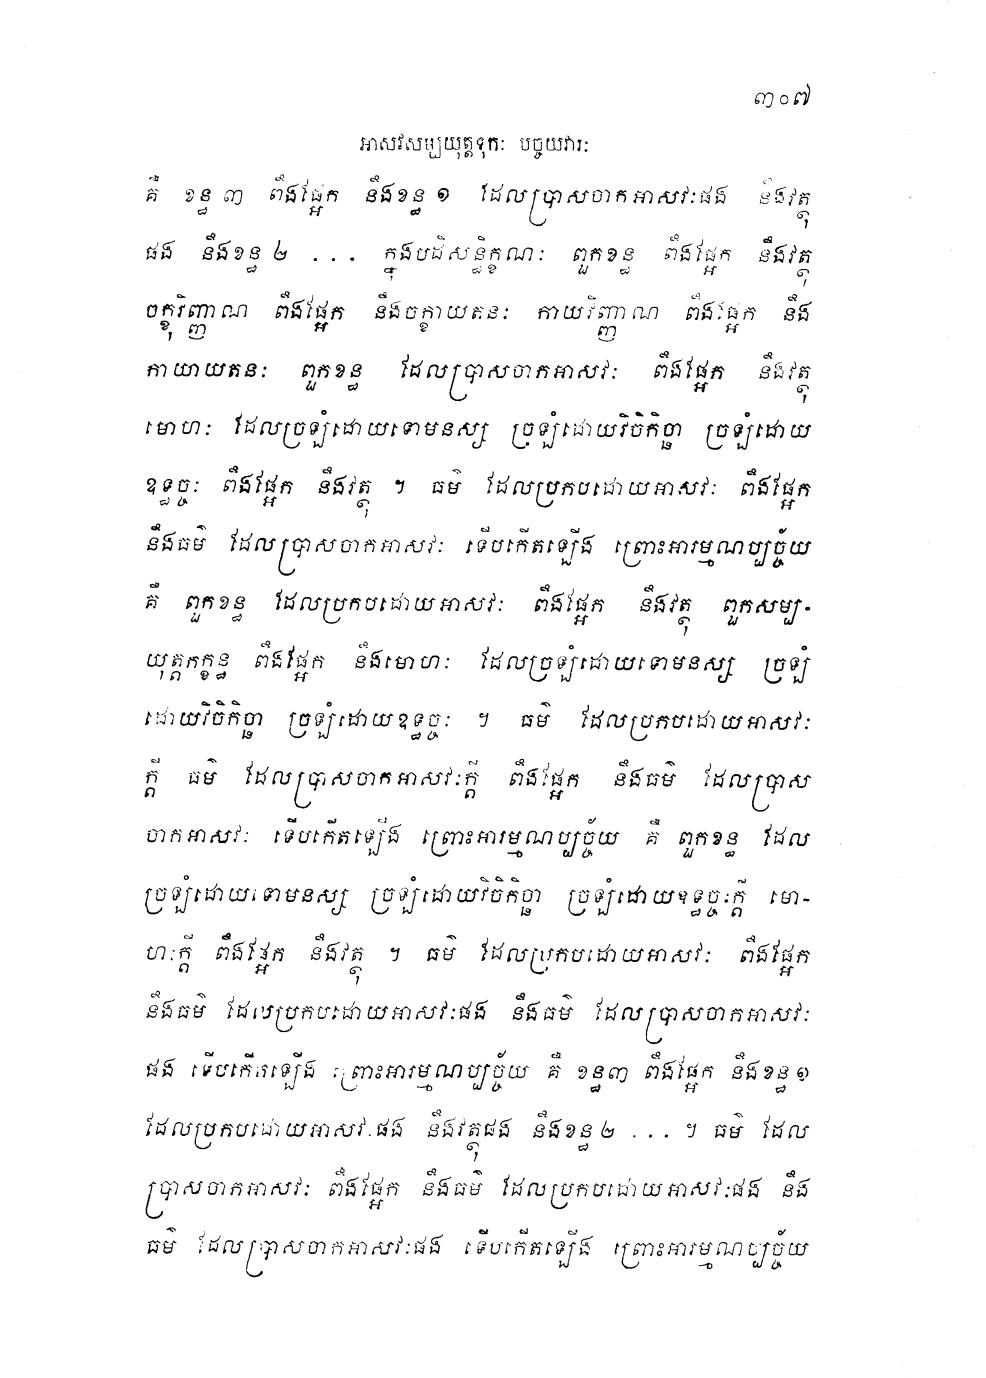 ៣០៧
អាសវសម្បយុត្តទុកៈ បច្ចយវារៈ
គឺ ខន្ធ ៣ ពឹងផ្អែក នឹងខន្ធ ១ ដែលប្រាសចាកអាសវៈផង នឹងវត្ថុ
ផង នឹងខន្ធ ២ ... ក្នុងបដិសន្ធិក្ខណៈ ពួកខន្ធ ពឹងផ្អែក នឹងវត្ថុ
ចក្ខុវិញ្ញាណ ពឹងផ្អែក នឹងចក្ខាយតនៈ កាយវិញ្ញាណ ពឹងផ្អែក នឹង
កាយាយតនៈ ពួកខន្ធ ដែលប្រាសចាកអាសវៈ ពឹងផ្អែក នឹងវត្ថុ
មោហៈ ដែលច្រឡំដោយទោមនស្ស ច្រឡំដោយវិចិកិច្ឆា ច្រឡំដោយ
ឧទ្ធច្ចៈ ពឹងផ្អែក នឹងវត្ថុ ។ ធម៌ ដែលប្រកបដោយអាសវៈ ពឹងផ្អែក
នឹងធម៌ ដែលប្រាសចាកអាសវៈ ទើបកើតឡើង ព្រោះអារម្មណប្បច្ច័យ
គឺ ពួកខន្ធ ដែលប្រកបដោយអាសវៈ ពឹងផ្អែក នឹងវត្ថុ ពួកសម្ប-
យុត្តកក្ខន្ធ ពឹងផ្អែក នឹងមោហៈ ដែលច្រឡំដោយទោមនស្ស ច្រឡំ
ដោយវិចិកិច្ឆា ច្រឡំដោយឧទ្ធច្ចៈ ។ ធម៌ ដែលប្រកបដោយអាសវៈ
ក្តី ធម៌ ដែលប្រាសចាកអាសវៈក្តី ពឹងផ្អែក នឹងធម៌ ដែលប្រាស
ចាកអាសវៈ ទើបកើតឡើង ព្រោះអារម្មណប្បច្ច័យ គឺ ពួកខន្ធ ដែល
ច្រឡំដោយទោមនស្ស ច្រឡំដោយវិចិកិច្ឆា ច្រឡំដោយឧទ្ធច្ចៈក្តី មោ-
ហៈក្តី ពឹងផ្អែក នឹងវត្ថុ ។ ធម៌ ដែលប្រកបដោយអាសវៈ ពឹងផ្អែក
នឹងធម៌ ដែលប្រកបដោយអាសវៈផង នឹងធម៌ ដែលប្រាសចាកអាសវៈ
ផង ទើបកើតឡើង ព្រោះអារម្មណប្បច្ច័យ គឺ ខន្ធ៣ ពឹងផ្អែក នឹងខន្ធ ១
ដែលប្រកបដោយអាសវៈផង នឹងវត្ថុផង នឹងខន្ធ ២ ... ។ ធម៌ ដែល
ប្រាសចាកអាសវៈ ពឹងផ្អែក នឹងធម៌ ដែលប្រកបដោយអាសវៈផង នឹង
ធម៌ ដែលប្រាសចាកអាសវៈផង ទើបកើតឡើង ព្រោះអារម្មណប្បច្ច័យ